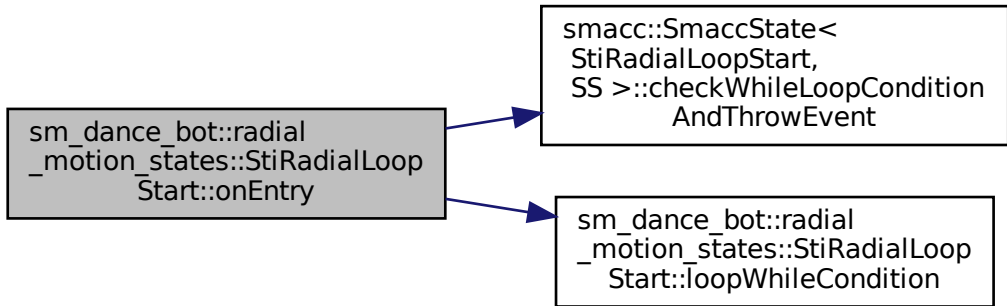 sm_dance_bot::radial
_motion_states::StiRadialLoop
Start::onEntry
smacc::SmaccState<
StiRadialLoopStart,
SS >::checkWhileLoopCondition
AndThrowEvent
sm_dance_bot::radial
_motion_states::StiRadialLoop
Start::loopWhileCondition